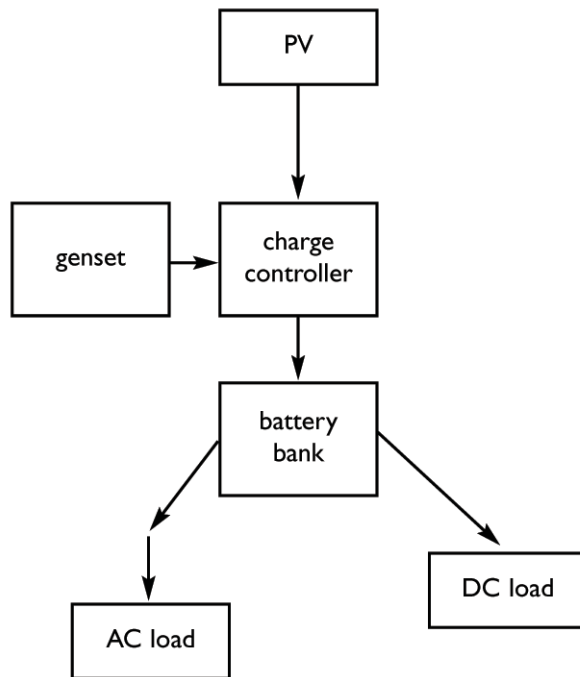 PV
genset
charge
controller
battery
bank
DC load
AC load